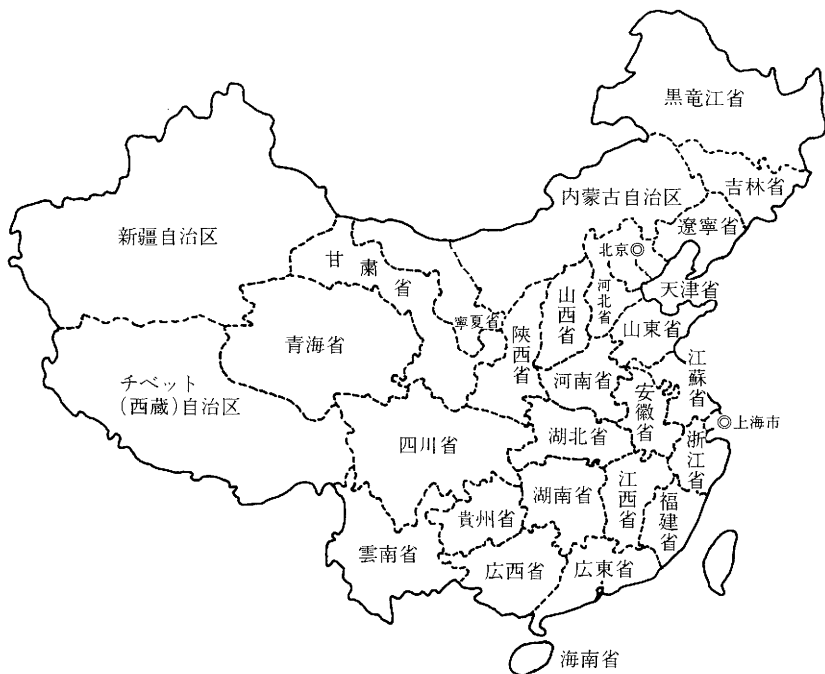 黒竜江省
吉林省
内蒙古自治区
遼寧省
新疆自治区
北京◎
甘粛省
天津省
河北省
山西省
寧夏省
山東省
陝西省
青海省
江蘇省
河南省
チベット
(西蔵)自治区
安徽省
◎上海市
四川省
湖北省
浙江省
江西省
湖南省
福建省
貴州省
雲南省
広西省
広東省
海南省